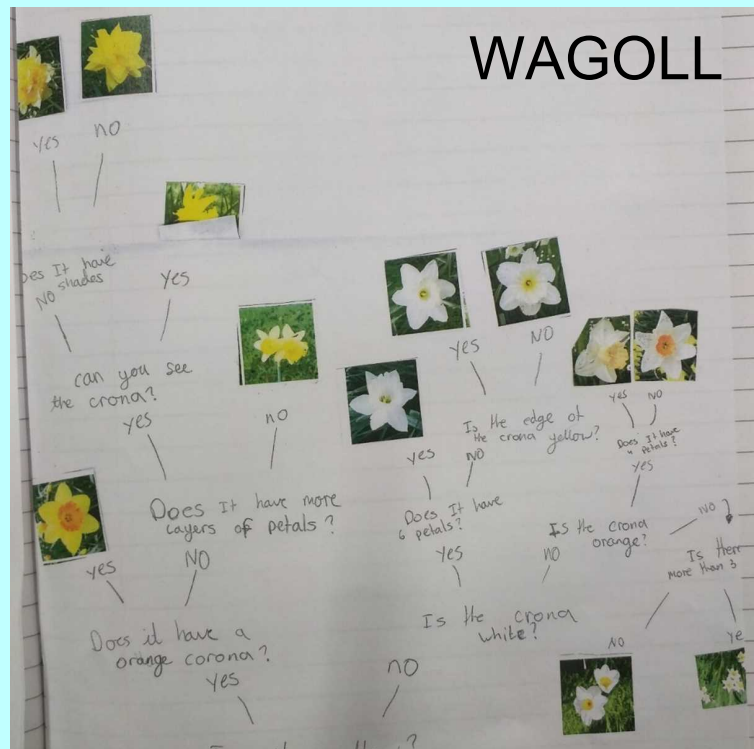 WAGOLL
yes
no
Does It have
shades
NO
yes
can you see
the crona?
yes
no
yes
NO
Is the edge of
the crona yellow?
yes
NO
Does It have
4 petals?
yes
NO
Does It have
6 petals?
yes
Does It have more
layers of petals?
yes
no
Is the crona
orange?
NO
Is ther
more than 3
yes
NO
Is the crona
white?
NO
ye
Does it have a
orange corona?
yes
no